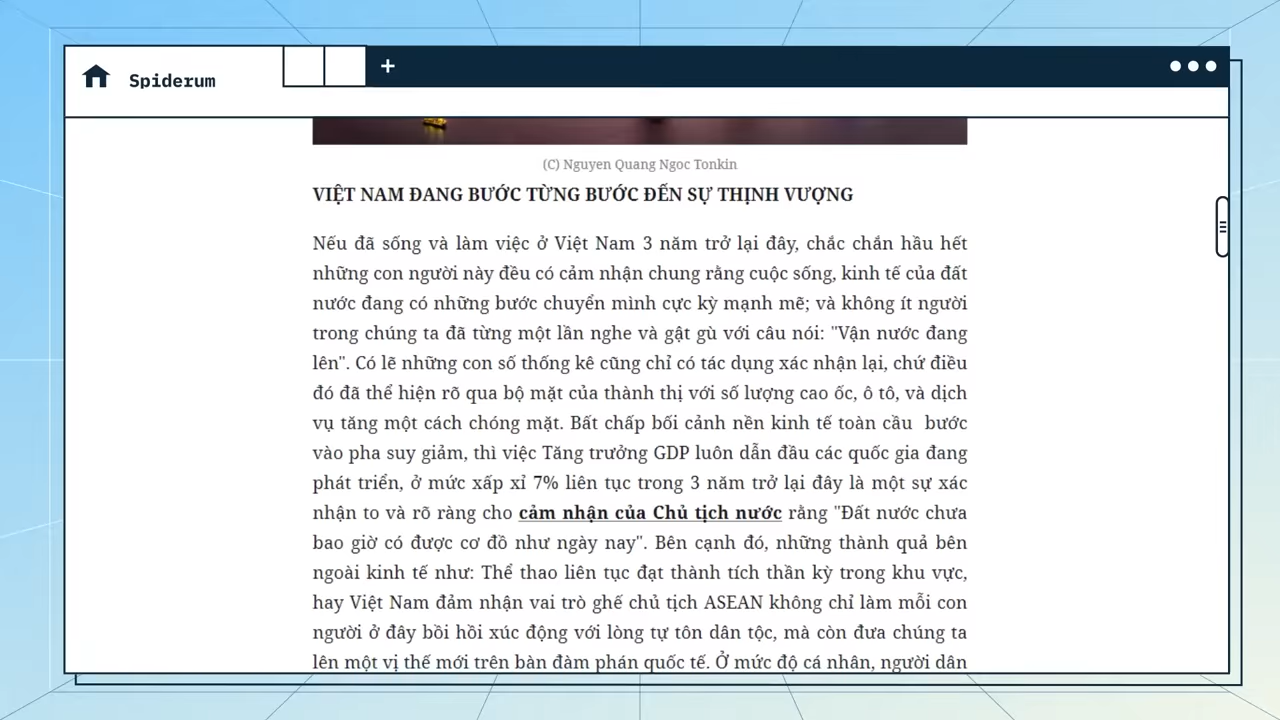 Spiderum
+
(C) Nguyen Quang Ngoc Tonkin
VIỆT NAM ĐANG BƯỚC TỪNG BƯỚC ĐẾN SỰ THỊNH VƯỢNG
Nếu đã sống và làm việc ở Việt Nam 3 năm trở lại đây, chắc chắn hầu hết
những con người này đều có cảm nhận chung rằng cuộc sống, kinh tế của đất
nước đang có những bước chuyển mình cực kỳ mạnh mẽ; và không ít người
trong chúng ta đã từng một lần nghe và gật gù với câu nói: "Vận nước đang
lên". Có lẽ những con số thống kê cũng chỉ có tác dụng xác nhận lại, chứ điều
đó đã thể hiện rõ qua bộ mặt của thành thị với số lượng cao ốc, ô tô, và dịch
vụ tăng một cách chóng mặt. Bất chấp bối cảnh nền kinh tế toàn cầu  bước
vào pha suy giảm, thì việc Tăng trưởng GDP luôn dẫn đầu các quốc gia đang
phát triển, ở mức xấp xỉ 7% liên tục trong 3 năm trở lại đây là một sự xác
nhận to và rõ ràng cho cảm nhận của Chủ tịch nước rằng "Đất nước chưa
bao giờ có được cơ đồ như ngày nay". Bên cạnh đó, những thành quả bên
ngoài kinh tế như: Thể thao liên tục đạt thành tích thần kỳ trong khu vực,
hay Việt Nam đảm nhận vai trò ghế chủ tịch ASEAN không chỉ làm mỗi con
người ở đây bồi hồi xúc động với lòng tự tôn dân tộc, mà còn đưa chúng ta
lên một vị thế mới trên bàn đàm phán quốc tế. Ở mức độ cá nhân, người dân